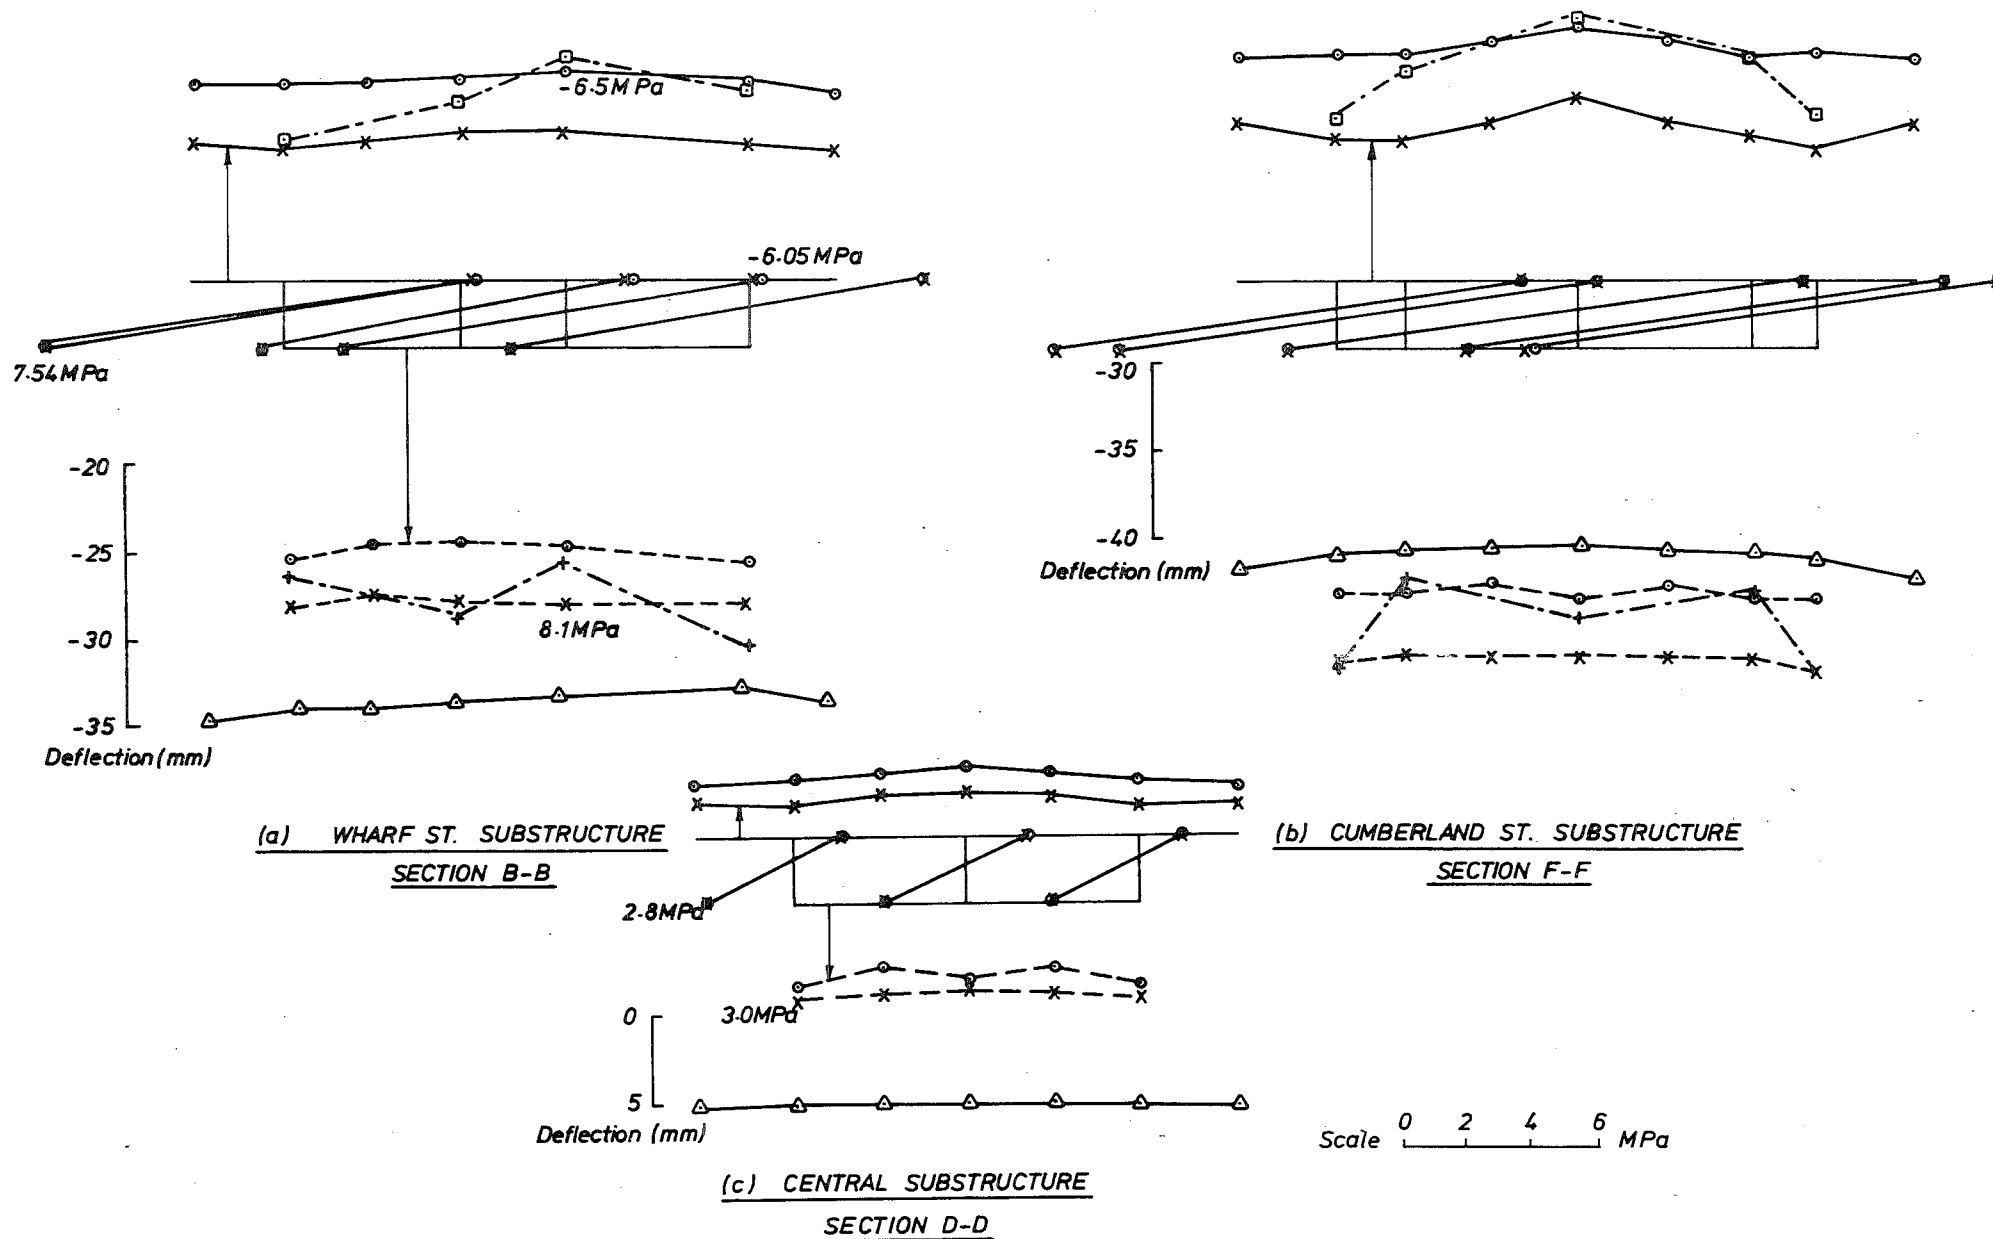 -6.5MPa
-6.05MPa
7.54MPa
-20
-25
-30
-35
Deflection (mm)
8.1MPa
(a) WHARF ST. SUBSTRUCTURE
SECTION B-B
-30
-35
-40
Deflection (mm)
(b) CUMBERLAND ST. SUBSTRUCTURE
SECTION F-F
2.8MPa
3.0MPa
0
5
Deflection (mm)
(c) CENTRAL SUBSTRUCTURE
SECTION D-D
Scale 0 2 4 6 MPa